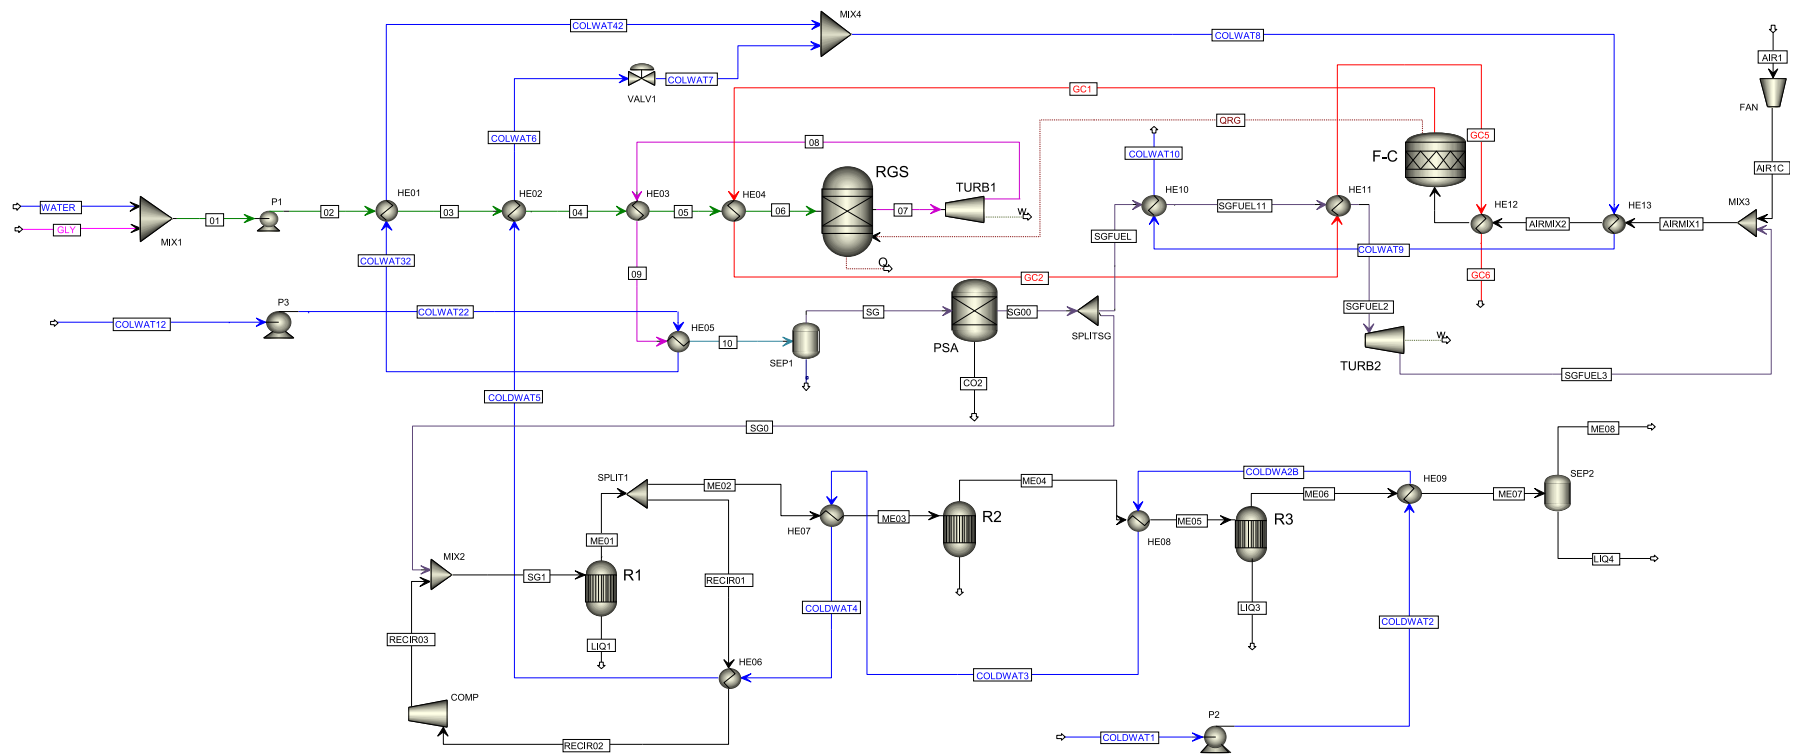 COLWAT42
MIX4
COLWAT8
AIR1
FAN
COLWAT7
VALV1
GC1
QRG
COLWAT6
08
F-C
GC5
COLWAT10
AIR1C
RGS
TURB1
W
HE01
HE02
HE03
HE04
HE10
HE11
HE12
HE13
MIX3
WATER
GLY
MIX1
01
P1
02
03
04
05
06
07
SGFUEL11
AIRMIX2
AIRMIX1
SGFUEL
COLWAT9
COLWAT32
09
Q
GC2
GC6
P3
COLWAT22
COLWAT12
HE05
10
SEP1
SG
PSA
SG00
SPLITSG
SGFUEL2
W
TURB2
SGFUEL3
CO2
COLDWAT5
SG0
ME08
SEP2
SPLIT1
ME02
ME04
COLDWA2B
HE09
ME06
ME07
HE07
ME03
R2
HE08
ME05
R3
ME01
MIX2
SG1
R1
RECIR01
LIQ4
COLDWAT4
LIQ3
COLDWAT2
RECIR03
LIQ1
HE06
COLDWAT3
COMP
RECIR02
P2
COLDWAT1